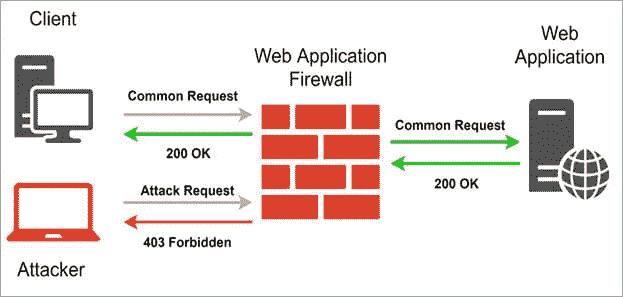 Client
Web Application
Firewall
Web
Application
Common Request
200 OK
Common Request
200 OK
Attack Request
403 Forbidden
Attacker